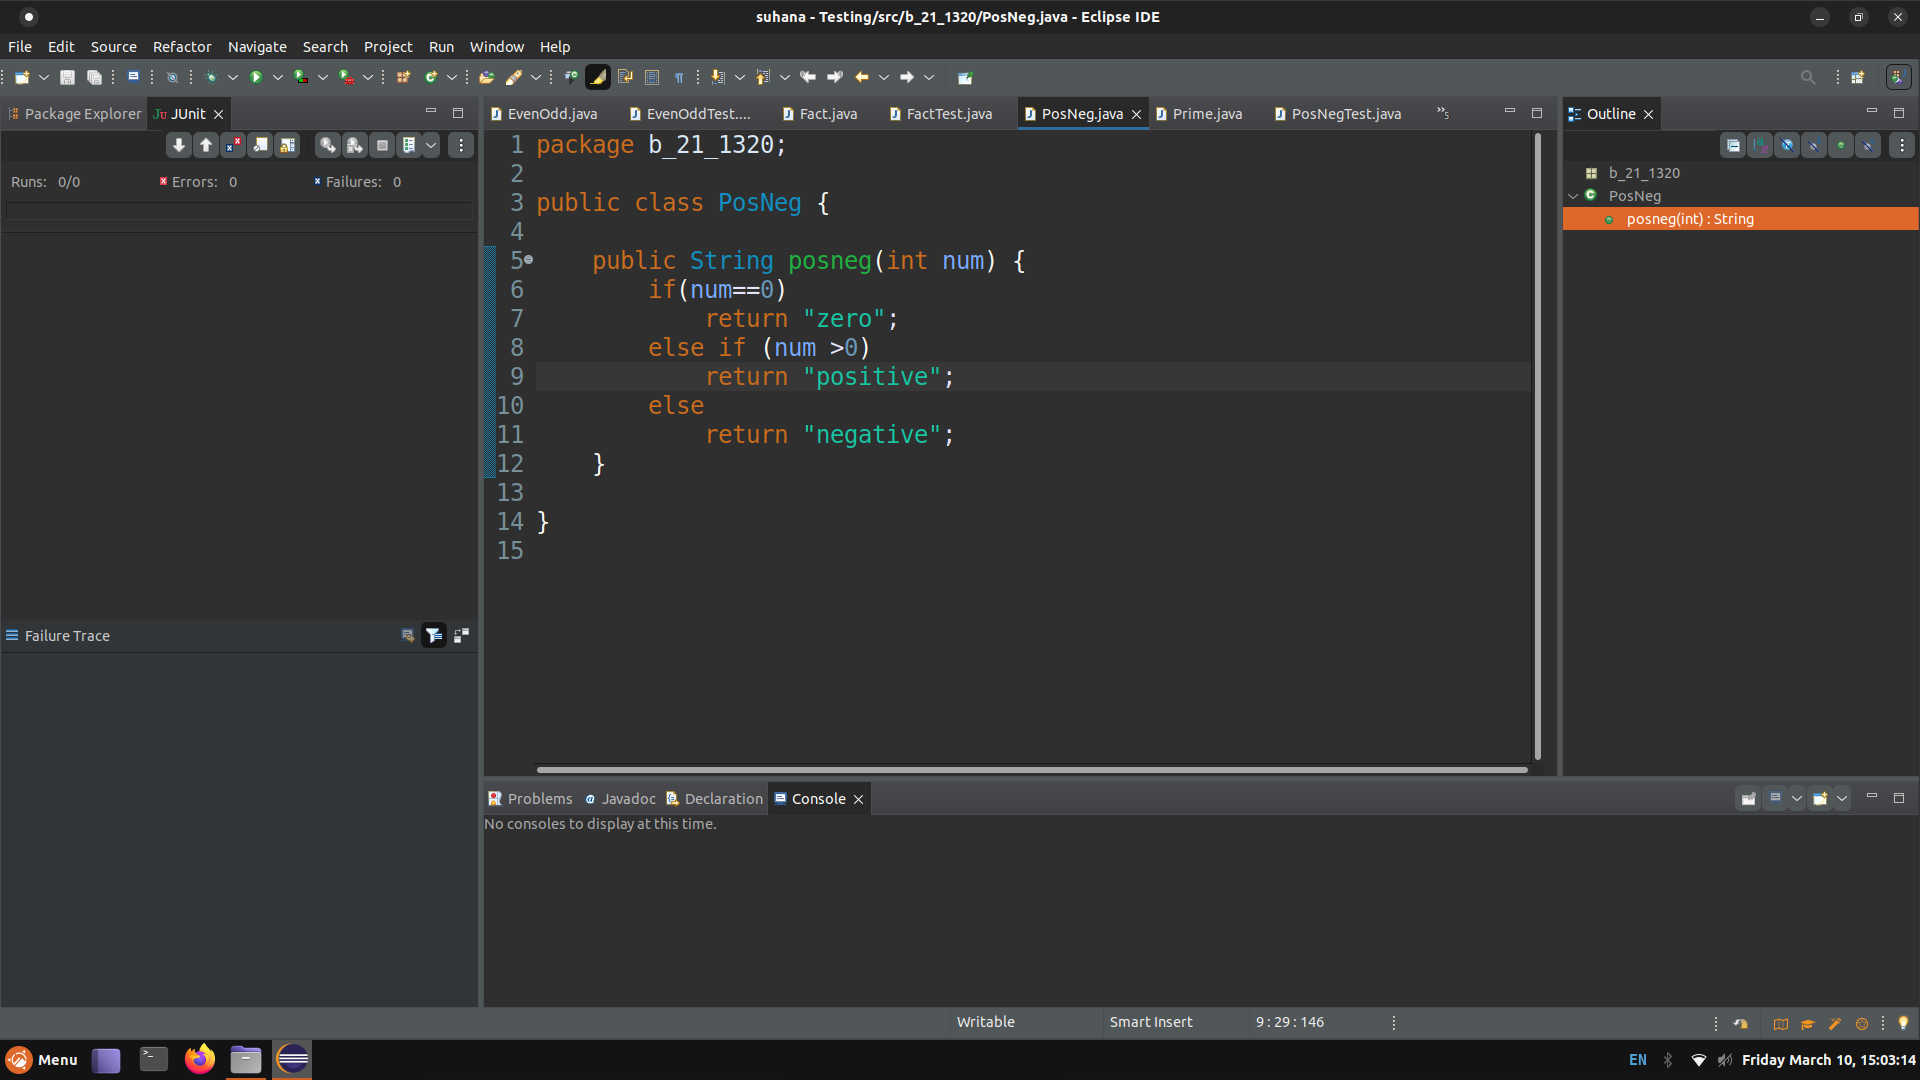 suhana - Testing/src/b_21_1320/PosNeg.java - Eclipse IDE
File Edit Source Refactor Navigate Search Project Run Window Help
Package Explorer JUnit
Runs: 0/0 Errors: 0 Failures: 0
Failure Trace
EvenOdd.java EvenOddTest.... Fact.java FactTest.java PosNeg.java Prime.java PosNegTest.java »5
1 package b_21_1320;
2
3 public class PosNeg {
4
5 public String posneg(int num) {
6 if(num==0)
7 return "zero";
8 else if (num >0)
9 return "positive";
10 else
11 return "negative";
12 }
13
14 }
15
Outline
b_21_1320
PosNeg
posneg(int) : String
Problems Javadoc Declaration Console
No consoles to display at this time.
Writable Smart Insert 9 : 29 : 146
Menu EN Friday March 10, 15:03:14